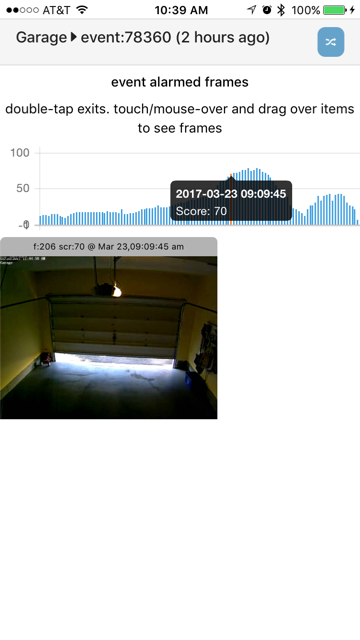 AT&T 10:39 AM 100%
Garage event:78360 (2 hours ago)
event alarmed frames
double-tap exits. touch/mouse-over and drag over items
to see frames
100
50
2017-03-23 09:09:45
Score: 70
f:206 scr:70 @ Mar 23,09:09:45 am
Garage